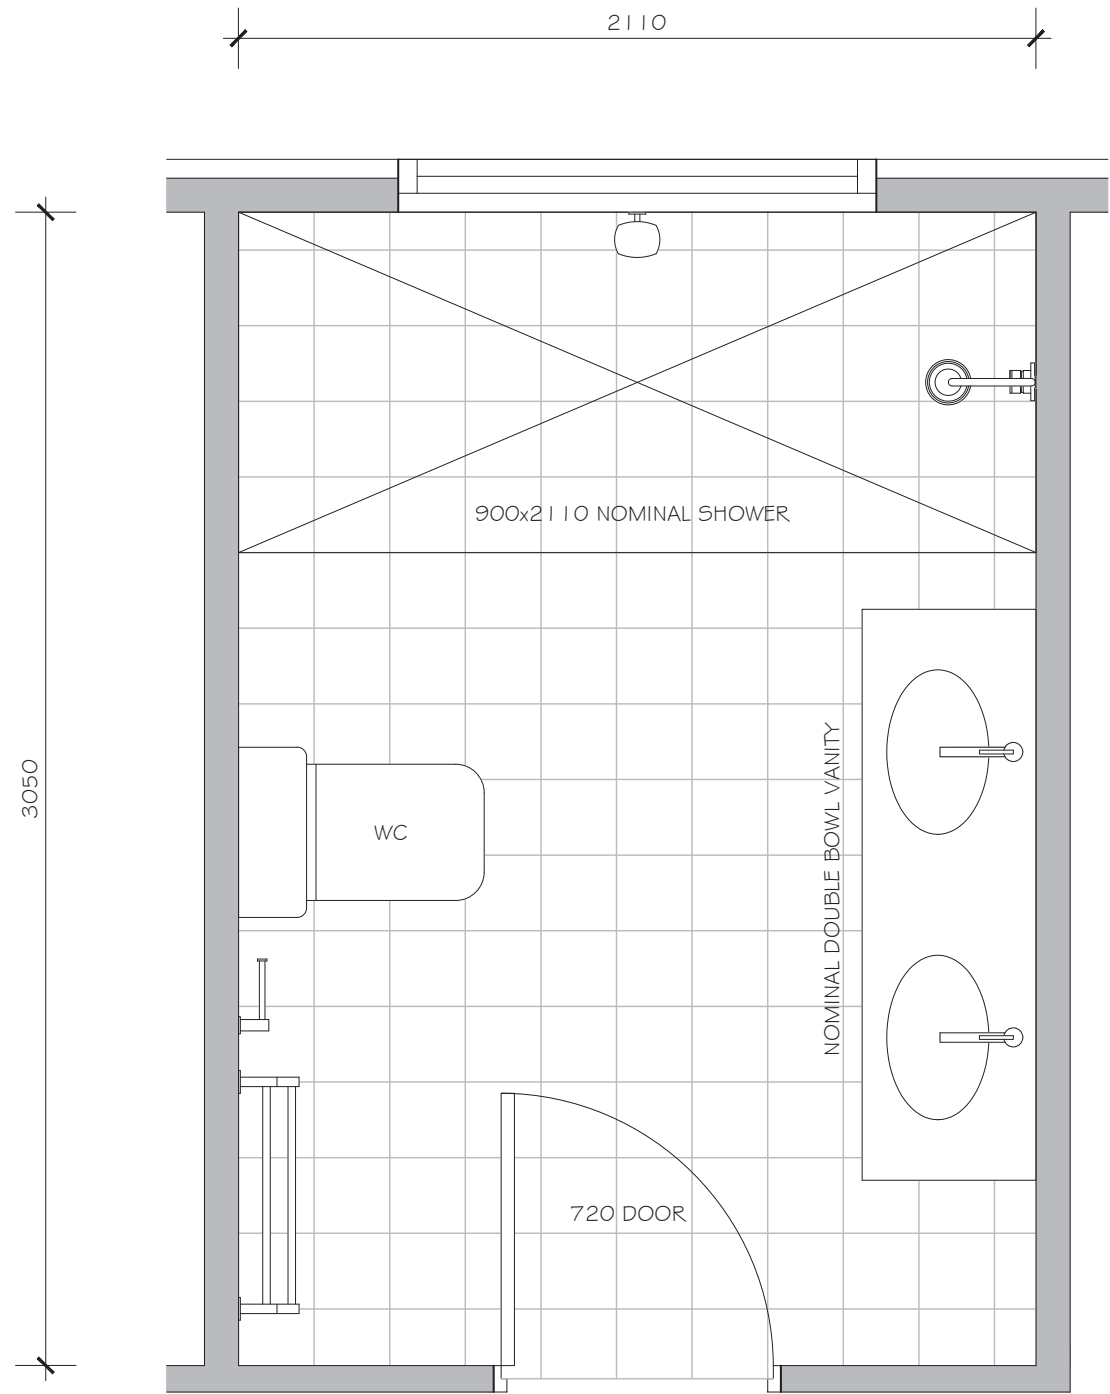 2110
900x2110 NOMINAL SHOWER
3050
NOMINAL DOUBLE BOWL VANITY
WC
720 DOOR